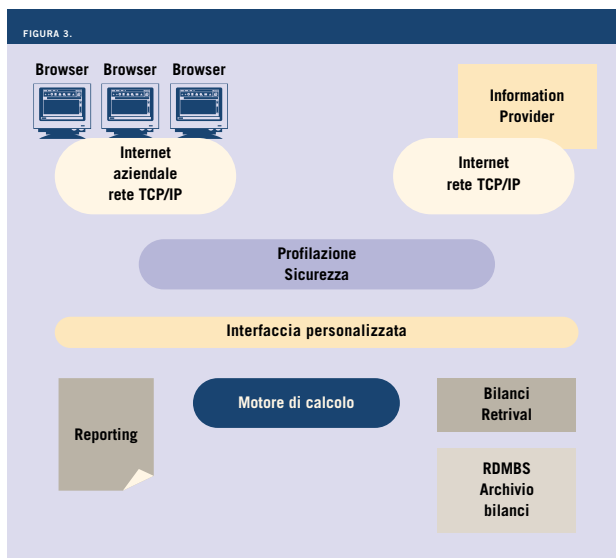 FIGURA 3.
Browser Browser Browser
Information
Provider
Internet
aziendale
rete TCP/IP
Internet
rete TCP/IP
Profilazione
Sicurezza
Interfaccia personalizzata
Reporting
Motore di calcolo
Bilanci
Retrival
RDMBS
Archivio
bilanci